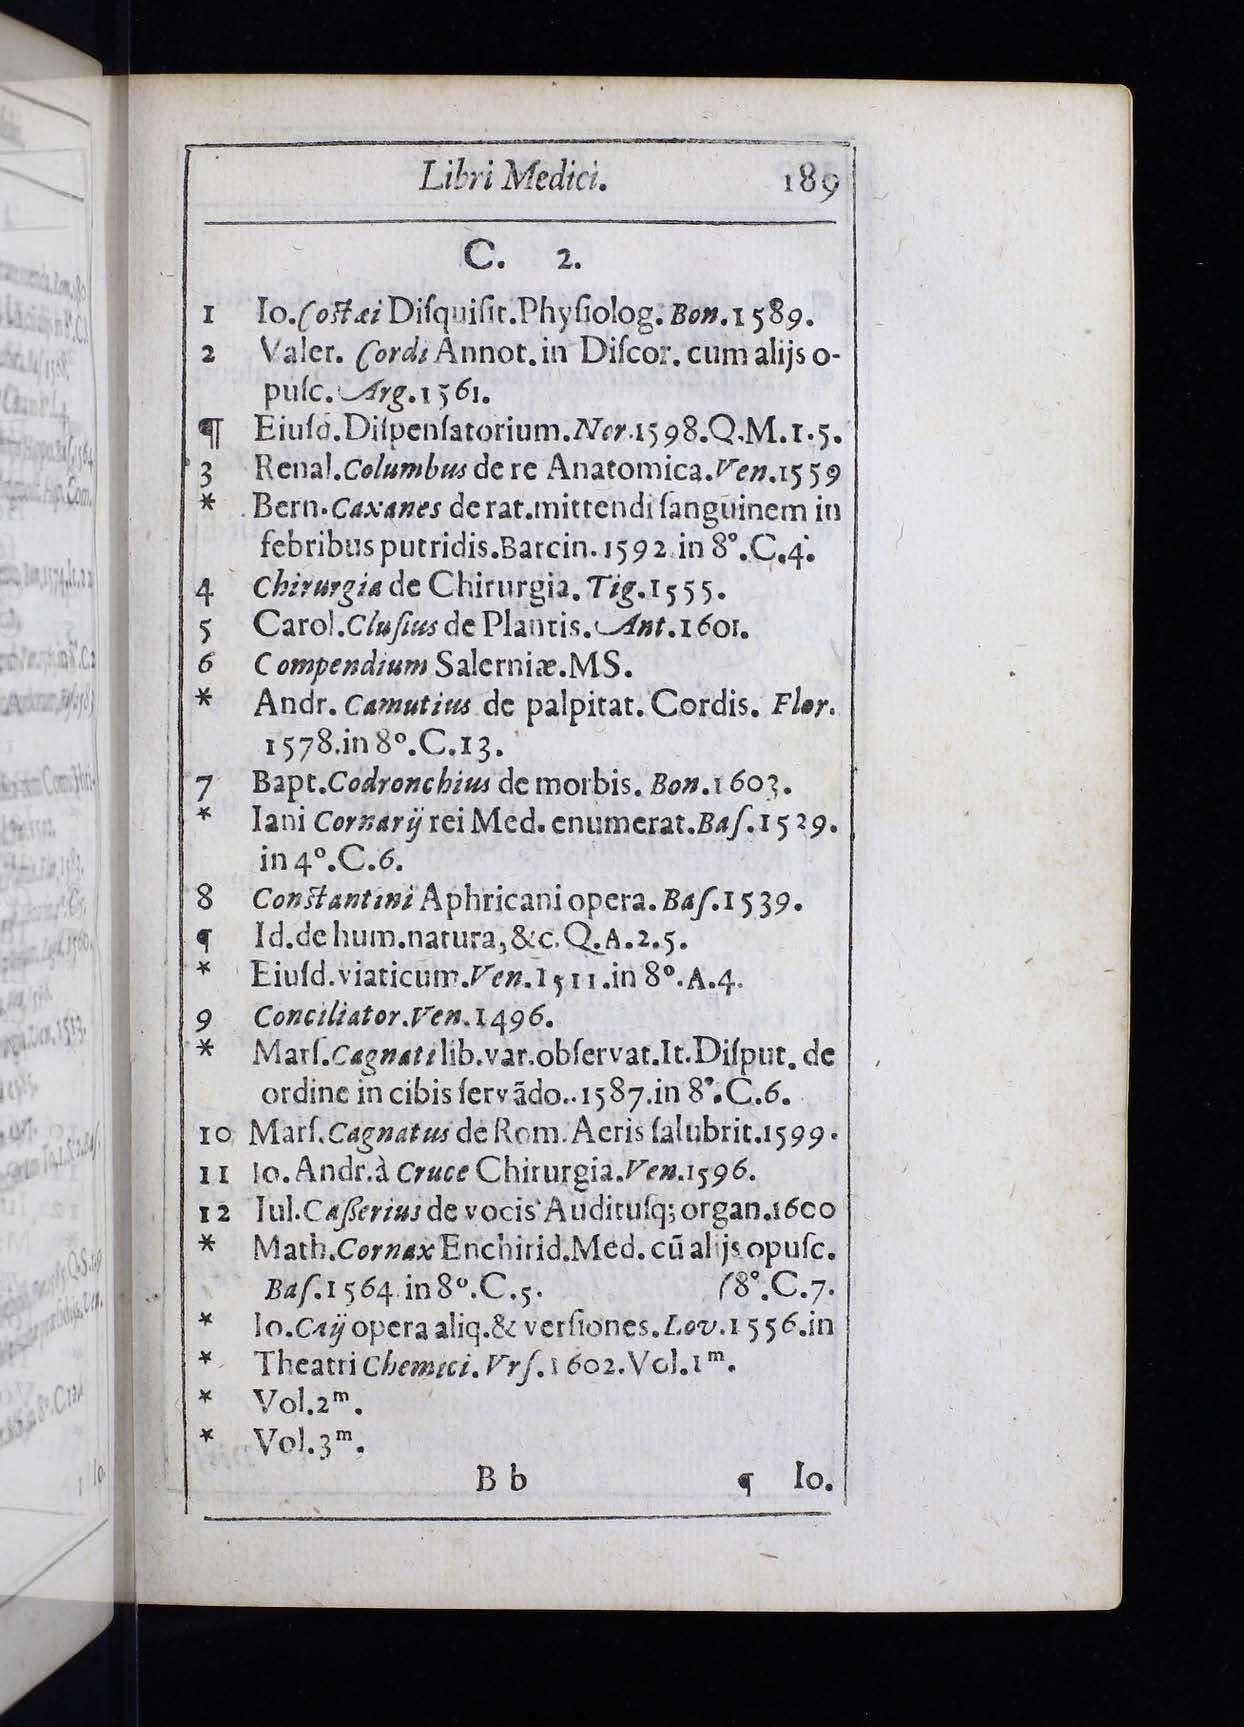 Libri Medici. 189
C. 2.
1 Io.Costæi Diſquiſit.Phyſiolog. Bon.1589.
2 Valer. Cordi Annot.in Diſcor.cum alijs o-
puſc. Arg.1561.
¶ Eiuſd.Diſpenſatorium.Nor.1598.Q.M.1.5.
3 Renal.Columbus de re Anatomica.Ven.1559
* Bern.Caxanes de rat.mittendi ſanguinem in
febribus putridis.Barcin.1592 in 8°.C.4.
4 Chirurgia de Chirurgia. Tig.1555.
5 Carol.Cluſius de Plantis. Ant.1601.
6 Compendium Salerniæ.MS.
* Andr. Camutius de palpitat. Cordis. Flor.
1578.in 8°.C.13.
7 Bapt.Codronchius de morbis. Bon.1603.
* Iani Cornarij rei Med. enumerat.Baſ.1529.
in 4°.C.6.
8 Constantini Aphricani opera. Baſ.1539.
¶ Id.de hum.natura,&c.Q.A.2.5.
* Eiuſd.viaticum.Ven.1511.in 8°.A.4.
9 Conciliator.Ven.1496.
* Marſ.Cagnati lib.var.obſervat.It.Diſput. de
ordine in cibis ſervãdo..1587.in 8°.C.6.
10 Marſ.Cagnatus de Rom.Aeris ſalubrit.1599.
11 Io.Andr.à Cruce Chirurgia.Ven.1596.
12 Iul.Caßerius de vocis Audituſq; organ.1600
* Math.Cornax Enchirid.Med. cũ alijs opuſc.
Baſ.1564 in 8°.C.5. (8°.C.7.
* Io.Caij opera aliq.& verſiones.Lov.1556.in
* Theatri Chemici. Vrſ.1602.Vol.1ᵐ.
* Vol.2ᵐ.
* Vol.3ᵐ.
B b ¶ Io.